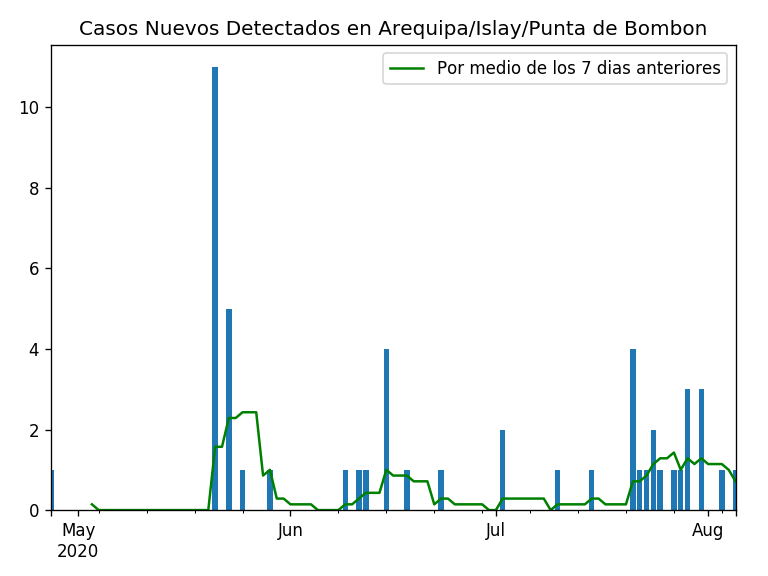 Casos Nuevos Detectados en Arequipa/Islay/Punta de Bombon
Por medio de los 7 dias anteriores
10
8
6
4
2
0
May Jun Jul Aug
2020